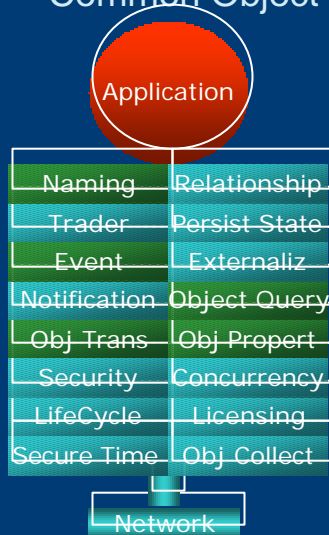 Common Object
Application
Naming Relationship
Trader Persist State
Event Externaliz
Notification Object Query
Obj Trans Obj Propert
Security Concurrency
LifeCycle Licensing
Secure Time Obj Collect
Network